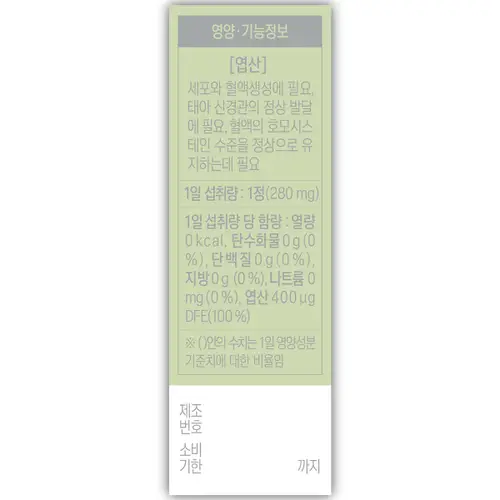 영양·기능정보
[엽산]
세포와 혈액생성에 필요,
태아 신경관의 정상 발달
에 필요, 혈액의 호모시스
테인 수준을 정상으로 유
지하는데 필요
1일 섭취량 : 1정(280 mg)
1일 섭취량 당 함량 : 열량
0 kcal, 탄수화물 0 g (0
%), 단백질 0 g (0 %),
지방 0 g (0 %), 나트륨 0
mg (0 %), 엽산 400 μg
DFE(100 %)
※ ( )안의 수치는 1일 영양성분
기준치에 대한 비율임
제조
번호
소비
기한 까지